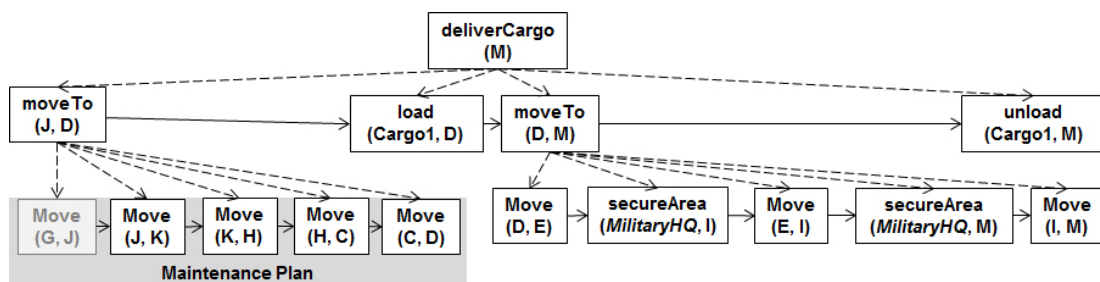 deliverCargo
(M)
moveTo
(J, D)
load
(Cargo1, D)
moveTo
(D, M)
unload
(Cargo1, M)
Move
(G, J)
Move
(J, K)
Move
(K, H)
Move
(H, C)
Move
(C, D)
Move
(D, E)
secureArea
(MilitaryHQ, I)
Move
(E, I)
secureArea
(MilitaryHQ, M)
Move
(I, M)
Maintenance Plan